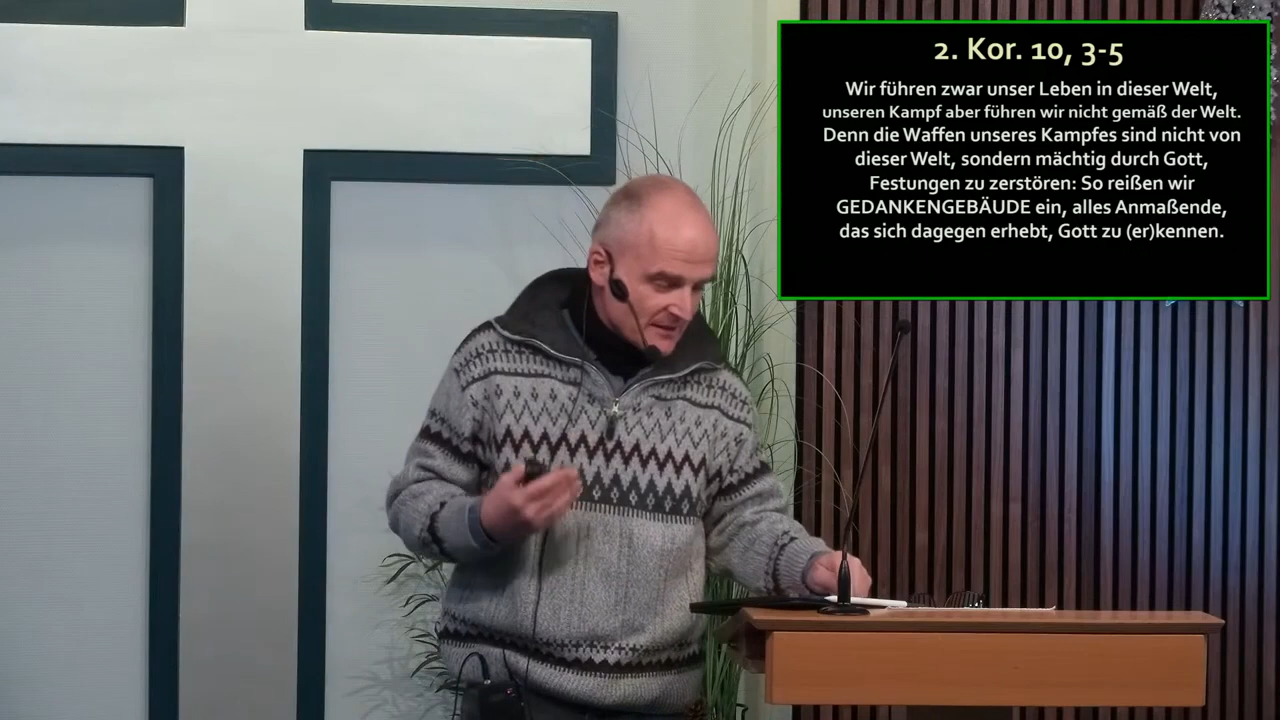 2. Kor. 10, 3-5
Wir führen zwar unser Leben in dieser Welt,
unseren Kampf aber führen wir nicht gemäß der Welt.
Denn die Waffen unseres Kampfes sind nicht von
dieser Welt, sondern mächtig durch Gott,
Festungen zu zerstören: So reißen wir
GEDANKENGEBÄUDE ein, alles Anmaßende,
das sich dagegen erhebt, Gott zu (er)kennen.